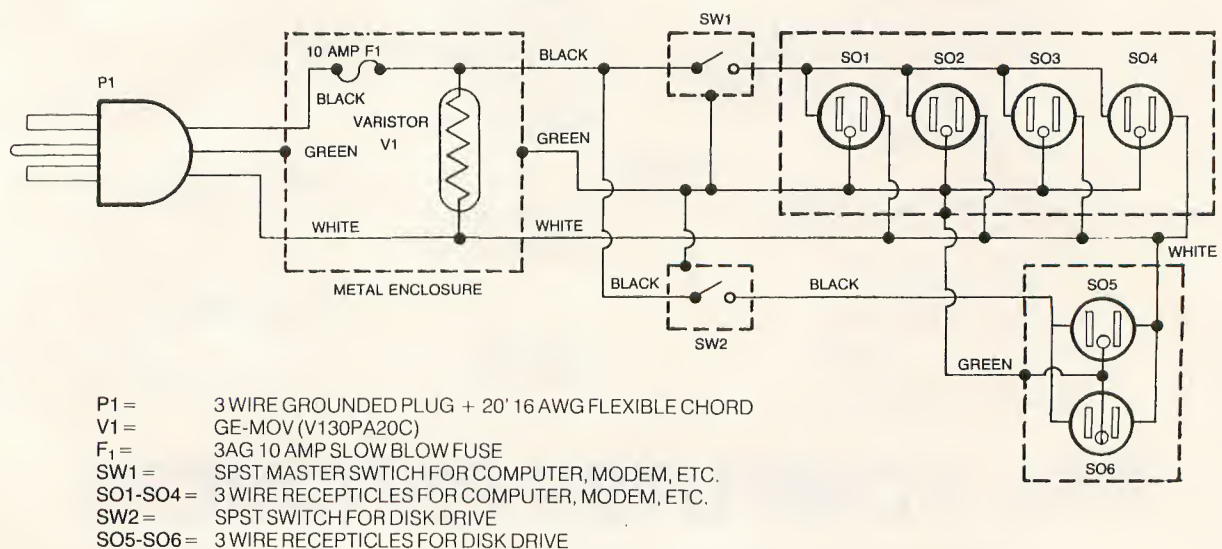 SW1
10 AMP F1
BLACK
SO1
SO2
SO3
SO4
P1
BLACK
VARISTOR
V1
GREEN
GREEN
WHITE
WHITE
WHITE
METAL ENCLOSURE
BLACK
BLACK
SO5
SW2
GREEN
SO6
P1 = 3 WIRE GROUNDED PLUG + 20' 16 AWG FLEXIBLE CHORD
V1 = GE-MOV (V130PA20C)
F1 = 3AG 10 AMP SLOW BLOW FUSE
SW1 = SPST MASTER SWTICH FOR COMPUTER, MODEM, ETC.
SO1-SO4 = 3 WIRE RECEPTICLES FOR COMPUTER, MODEM, ETC.
SW2 = SPST SWITCH FOR DISK DRIVE
SO5-SO6 = 3 WIRE RECEPTICLES FOR DISK DRIVE